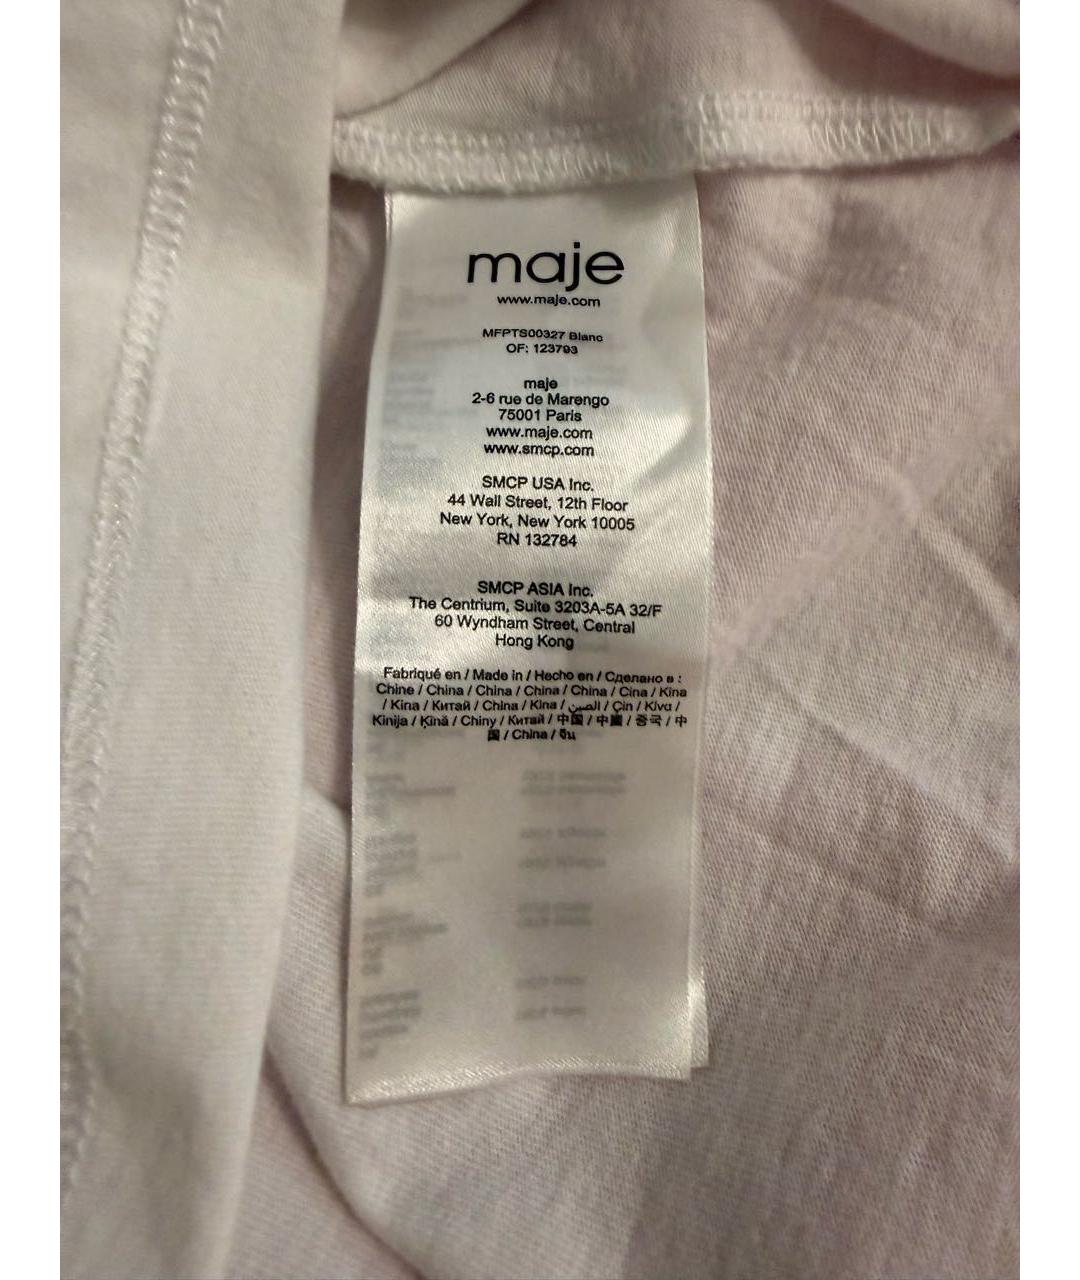 maje
www.maje.com
MFPTS00327 Blanc
OF: 123793
maje
2-6 rue de Marengo
75001 Paris
www.maje.com
www.smcp.com
SMCP USA Inc.
44 Wall Street, 12th Floor
New York, New York 10005
RN 132784
SMCP ASIA Inc.
The Centrium, Suite 3203A-5A 32/F
60 Wyndham Street, Central
Hong Kong
Fabriqué en / Made in / Hecho en / Сделано в :
Chine / China / China / China / China / Cina / Kina
/ Kina / Китай / China / Kina / الصين / Çin / Κίνα /
Kinija / Ķīnā / Chiny / Китай / 中国 / 中國 / 중국 / 中
国 / China / จีน